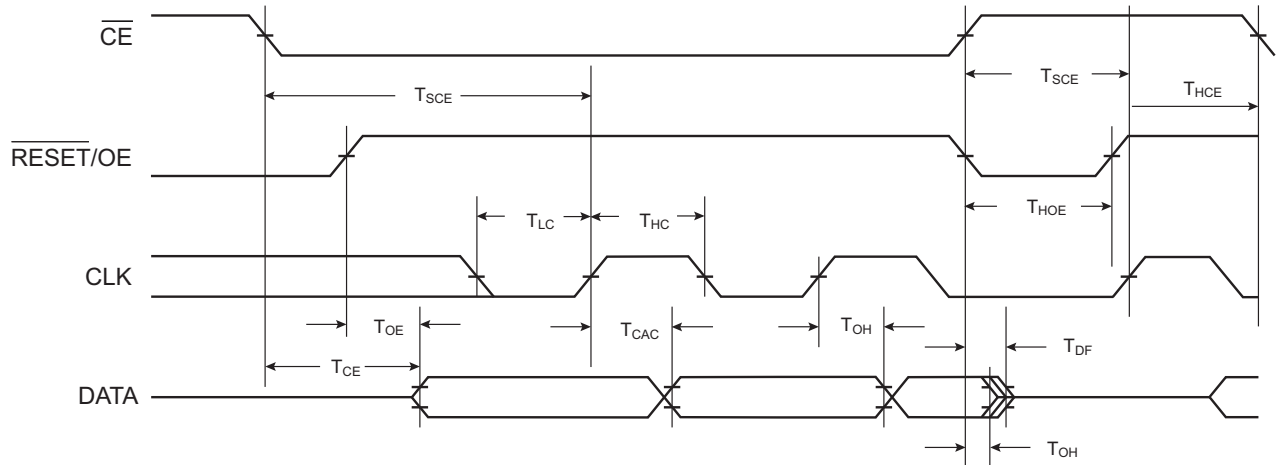 CE
TSCE
TSCE
THCE
RESET/OE
TLC
THC
THOE
CLK
TOE
TCAC
TOH
TDF
TCE
DATA
TOH